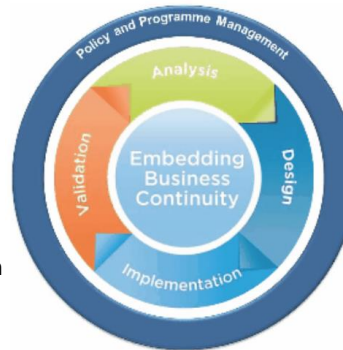 Policy and Programme Management
Analysis
Design
Implementation
Validation
Embedding
Business
Continuity